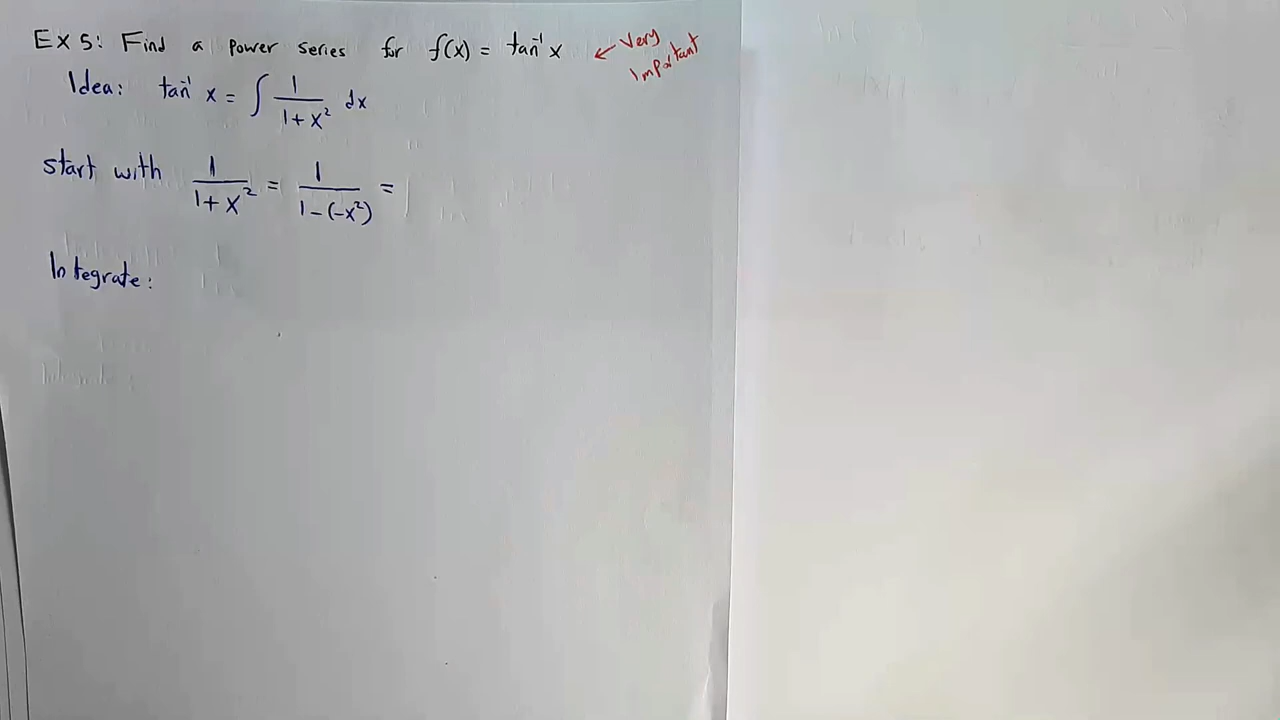 Ex 5: Find a power series for f(x) = tan⁻¹ x ← Very Important
Idea: tan⁻¹ x = ∫ 1/(1+x²) dx
start with 1/(1+x²) = 1/(1-(-x²)) =
Integrate: